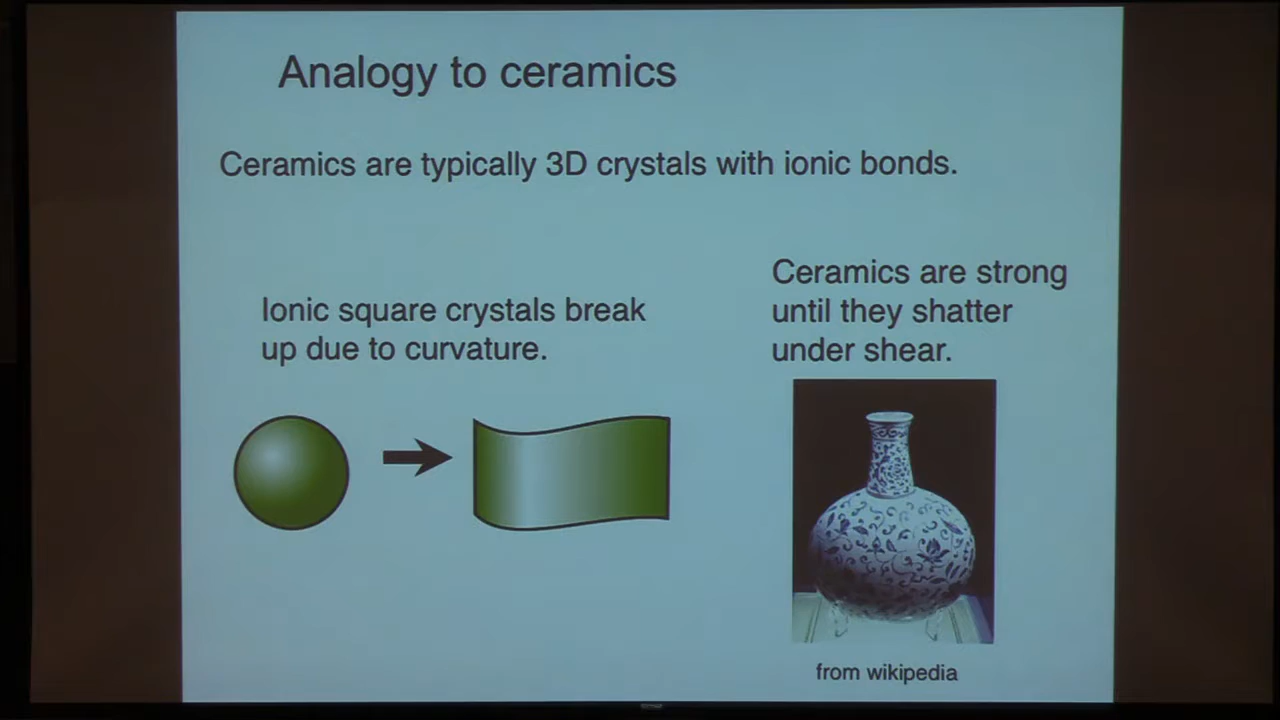 Analogy to ceramics
Ceramics are typically 3D crystals with ionic bonds.
Ionic square crystals break
up due to curvature.
Ceramics are strong
until they shatter
under shear.
from wikipedia